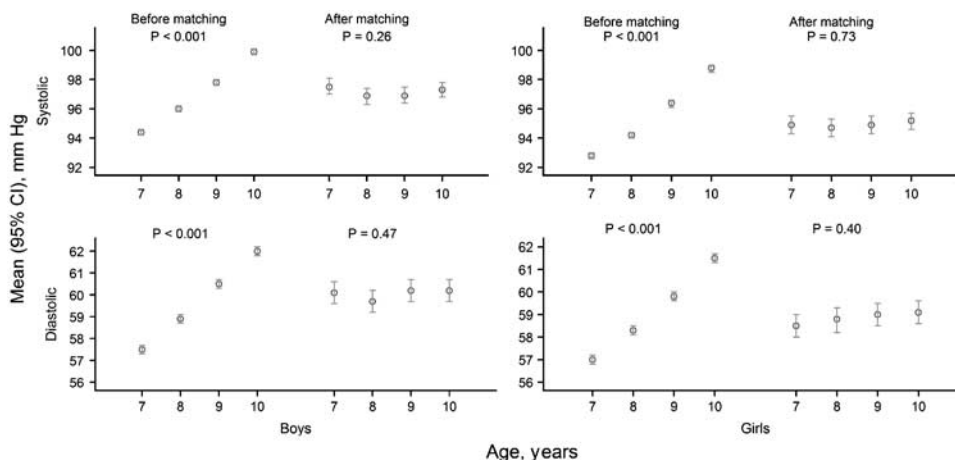 Before matching
P < 0.001
After matching
P = 0.26
100
98
96
94
92
Systolic
7 8 9 10 7 8 9 10
Before matching
P < 0.001
After matching
P = 0.73
100
98
96
94
92
7 8 9 10 7 8 9 10
Mean (95% CI), mm Hg
P < 0.001
P = 0.47
62
61
60
59
58
57
56
Diastolic
7 8 9 10 7 8 9 10
Boys
P < 0.001
P = 0.40
62
61
60
59
58
57
56
7 8 9 10 7 8 9 10
Girls
Age, years